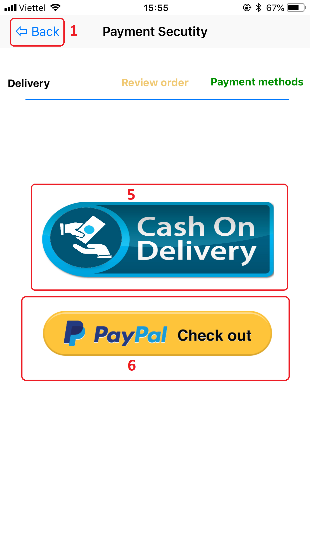 Viettel 15:55 67%
Back 1 Payment Secutity
Delivery Review order Payment methods
5
Cash On
Delivery
PayPal Check out
6